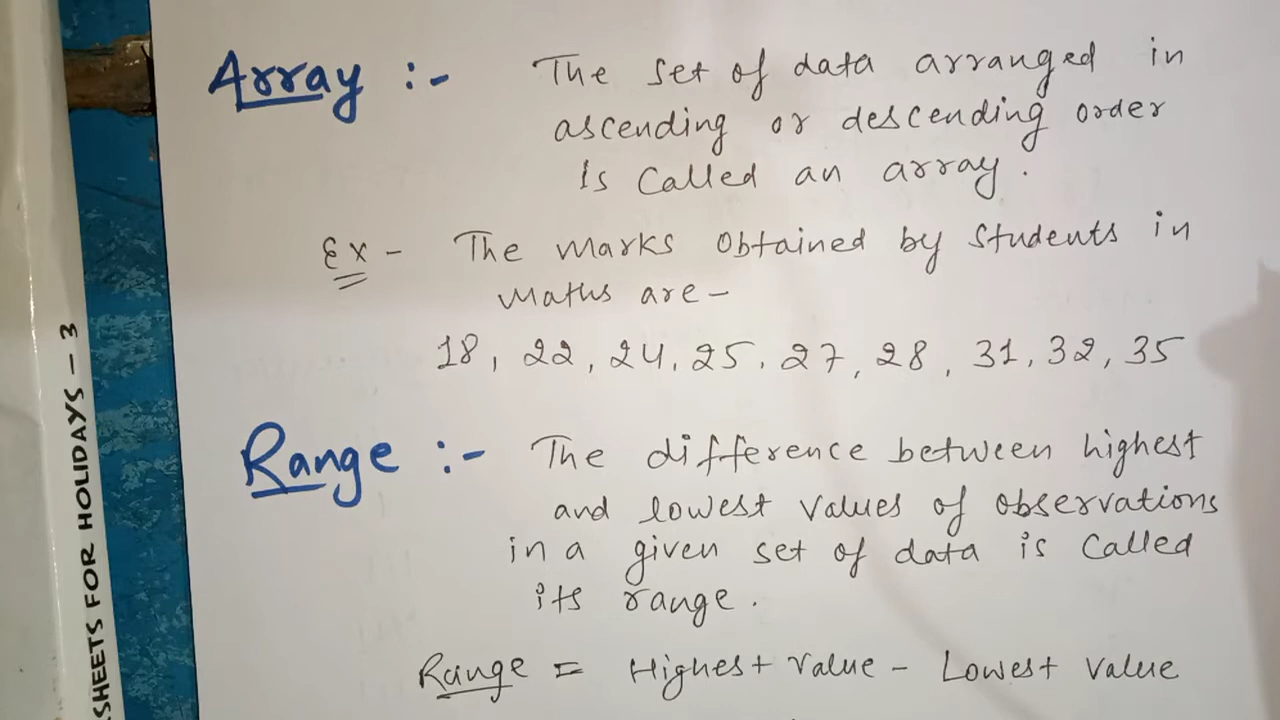 Array :- The set of data arranged in
ascending or descending order
is called an array.
Ex - The marks obtained by students in
Maths are -
18, 22, 24, 25, 27, 28, 31, 32, 35
Range :- The difference between highest
and lowest values of observations
in a given set of data is called
its range.
Range = Highest value - Lowest value
SHEETS FOR HOLIDAYS - 3